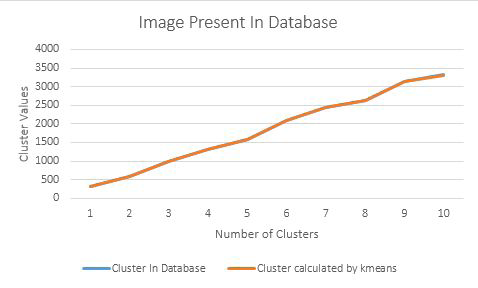 Image Present In Database
4000
3500
3000
2500
2000
1500
1000
500
0
Cluster Values
1 2 3 4 5 6 7 8 9 10
Number of Clusters
Cluster In Database Cluster calculated by kmeans